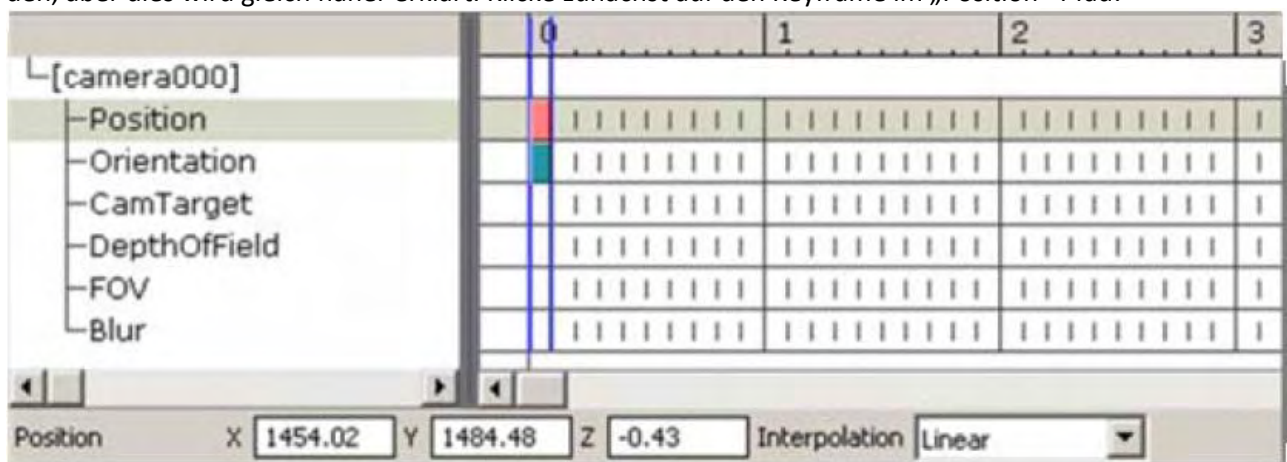 den, aber dies wird gleich näher erklärt. Klicke zunächst auf den Keyframe im „Position“-Pfad.
0 1 2 3
[camera000]
Position
Orientation
CamTarget
DepthOfField
FOV
Blur
Position X 1454.02 Y 1484.48 Z -0.43 Interpolation Linear